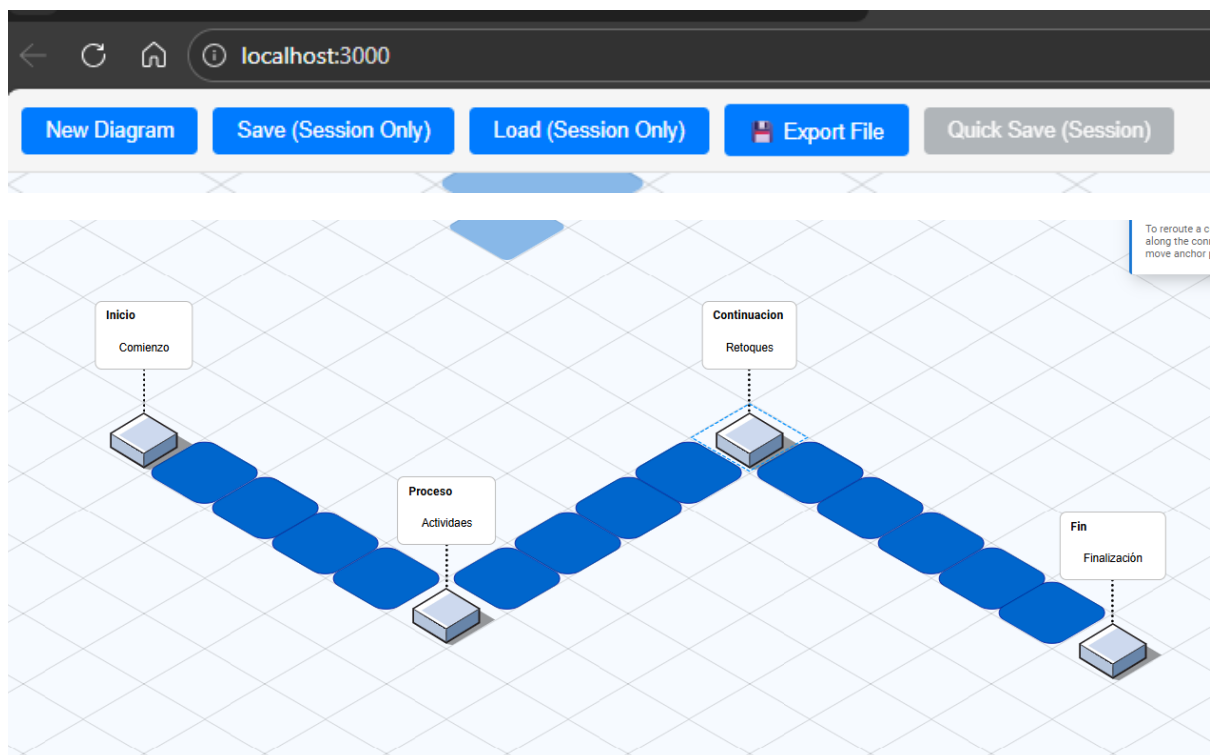 localhost:3000
New Diagram
Save (Session Only)
Load (Session Only)
Export File
Quick Save (Session)
To reroute a c
along the conn
move anchor p
Inicio
Comienzo
Continuacion
Retoques
Proceso
Actividaes
Fin
Finalización